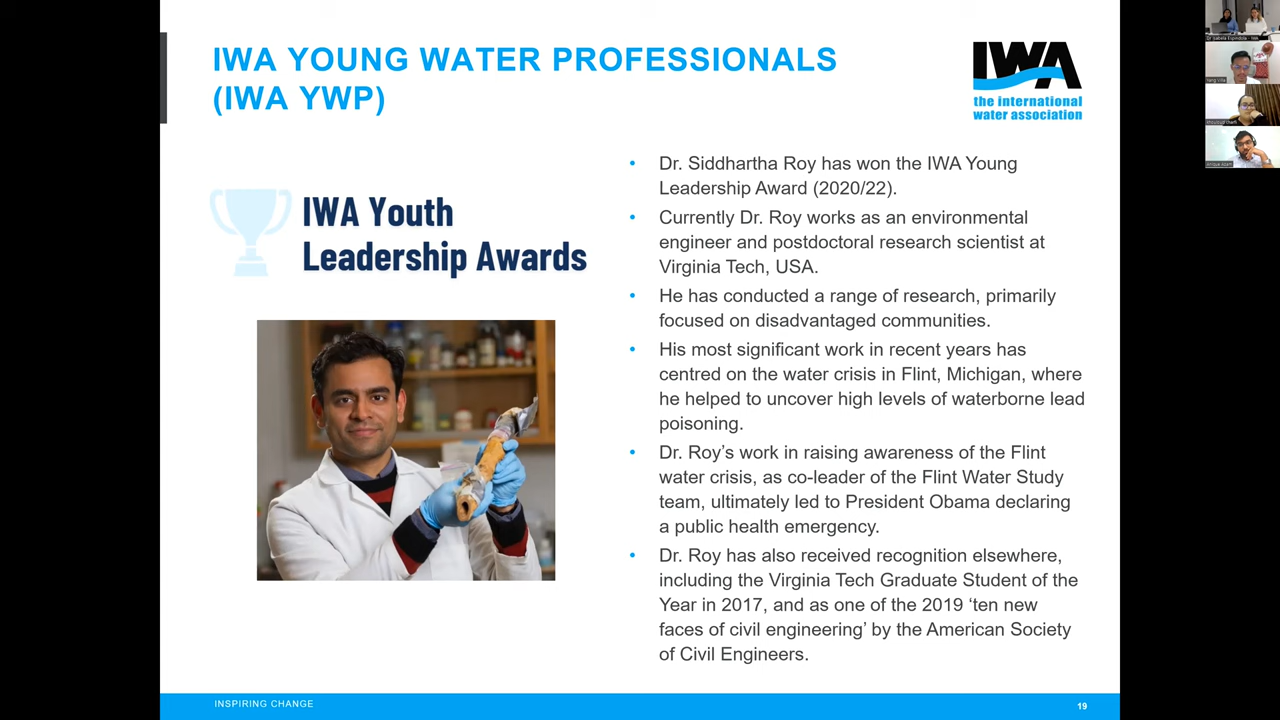 IWA YOUNG WATER PROFESSIONALS
(IWA YWP)
IWA
the international
water association
IWA Youth
Leadership Awards
• Dr. Siddhartha Roy has won the IWA Young
Leadership Award (2020/22).
• Currently Dr. Roy works as an environmental
engineer and postdoctoral research scientist at
Virginia Tech, USA.
• He has conducted a range of research, primarily
focused on disadvantaged communities.
• His most significant work in recent years has
centred on the water crisis in Flint, Michigan, where
he helped to uncover high levels of waterborne lead
poisoning.
• Dr. Roy’s work in raising awareness of the Flint
water crisis, as co-leader of the Flint Water Study
team, ultimately led to President Obama declaring
a public health emergency.
• Dr. Roy has also received recognition elsewhere,
including the Virginia Tech Graduate Student of the
Year in 2017, and as one of the 2019 ‘ten new
faces of civil engineering’ by the American Society
of Civil Engineers.
INSPIRING CHANGE
19